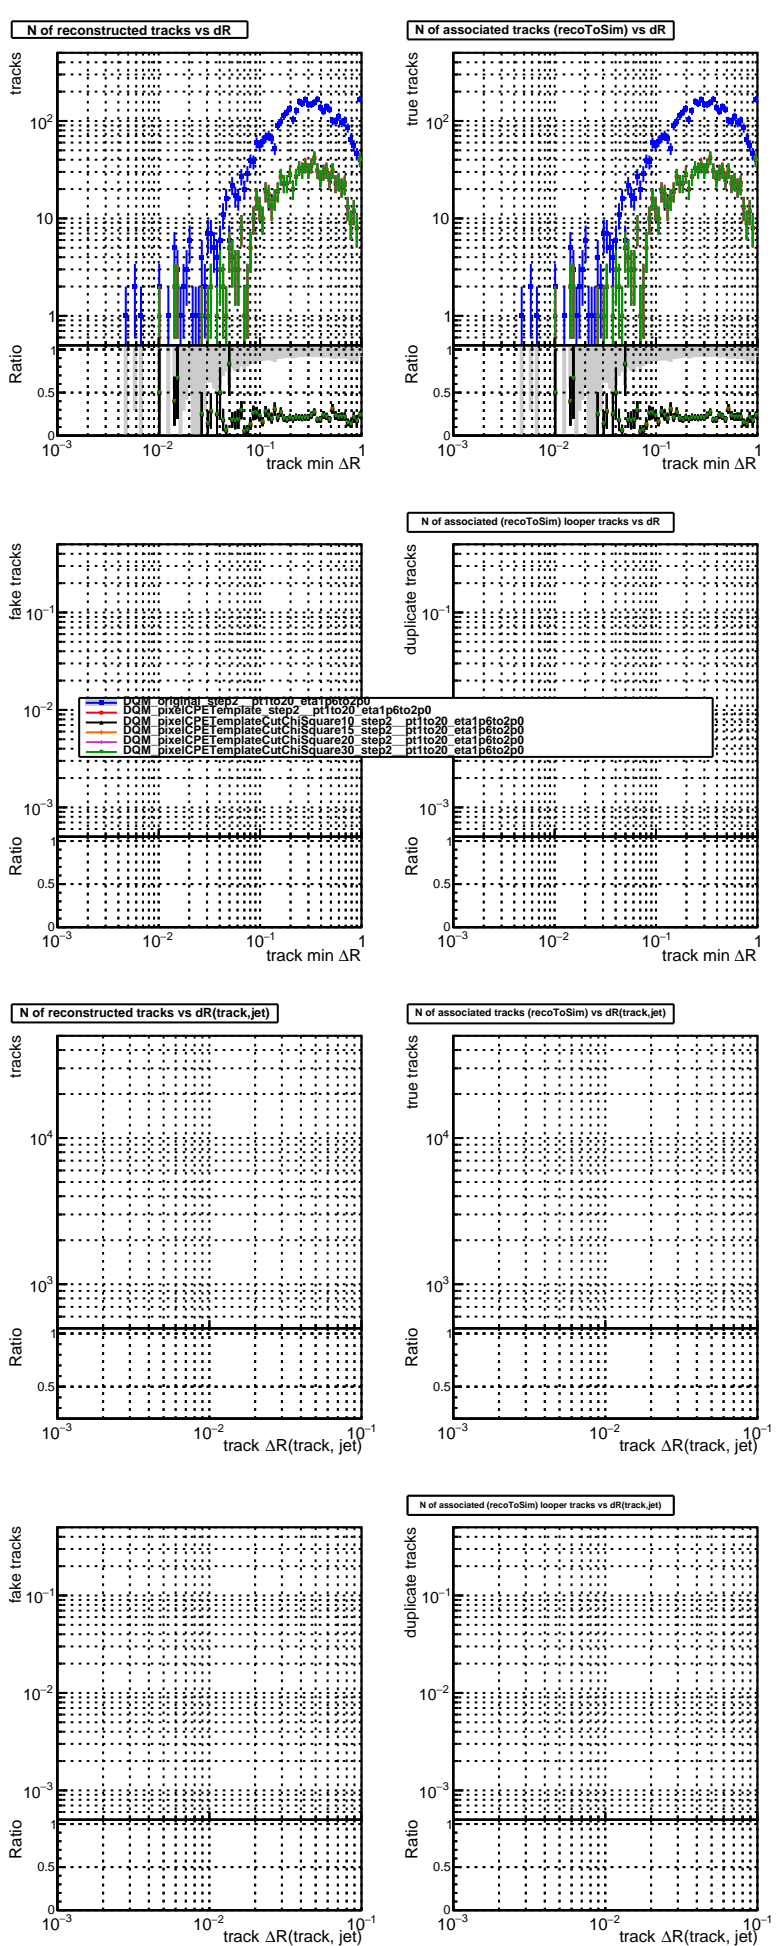 N of reconstructed tracks vs dR
N of associated tracks (recoToSim) vs dR
tracks
10²
10
1
Ratio
1
0.5
0
10⁻³
10⁻²
10⁻¹
1
track min ΔR
true tracks
10²
10
1
Ratio
1
0.5
0
10⁻³
10⁻²
10⁻¹
1
track min ΔR
N of associated (recoToSim) looper tracks vs dR
fake tracks
10⁻¹
10⁻²
10⁻³
Ratio
1
0.5
0
10⁻³
10⁻²
10⁻¹
1
track min ΔR
duplicate tracks
10⁻¹
10⁻²
10⁻³
Ratio
1
0.5
0
10⁻³
10⁻²
10⁻¹
1
track min ΔR
DQM_original_step2__pt1to20_eta1p6to2p0
DQM_pixelCPETemplate_step2__pt1to20_eta1p6to2p0
DQM_pixelCPETemplateCutChiSquare10_step2__pt1to20_eta1p6to2p0
DQM_pixelCPETemplateCutChiSquare15_step2__pt1to20_eta1p6to2p0
DQM_pixelCPETemplateCutChiSquare20_step2__pt1to20_eta1p6to2p0
DQM_pixelCPETemplateCutChiSquare30_step2__pt1to20_eta1p6to2p0
N of reconstructed tracks vs dR(track,jet)
N of associated tracks (recoToSim) vs dR(track,jet)
tracks
10⁴
10³
Ratio
1
0.5
10⁻³
10⁻²
10⁻¹
track ΔR(track, jet)
true tracks
10⁴
10³
Ratio
1
0.5
10⁻³
10⁻²
10⁻¹
track ΔR(track, jet)
N of associated (recoToSim) looper tracks vs dR(track,jet)
fake tracks
10⁻¹
10⁻²
10⁻³
Ratio
1
0.5
0
10⁻³
10⁻²
10⁻¹
track ΔR(track, jet)
duplicate tracks
10⁻¹
10⁻²
10⁻³
Ratio
1
0.5
0
10⁻³
10⁻²
10⁻¹
track ΔR(track, jet)